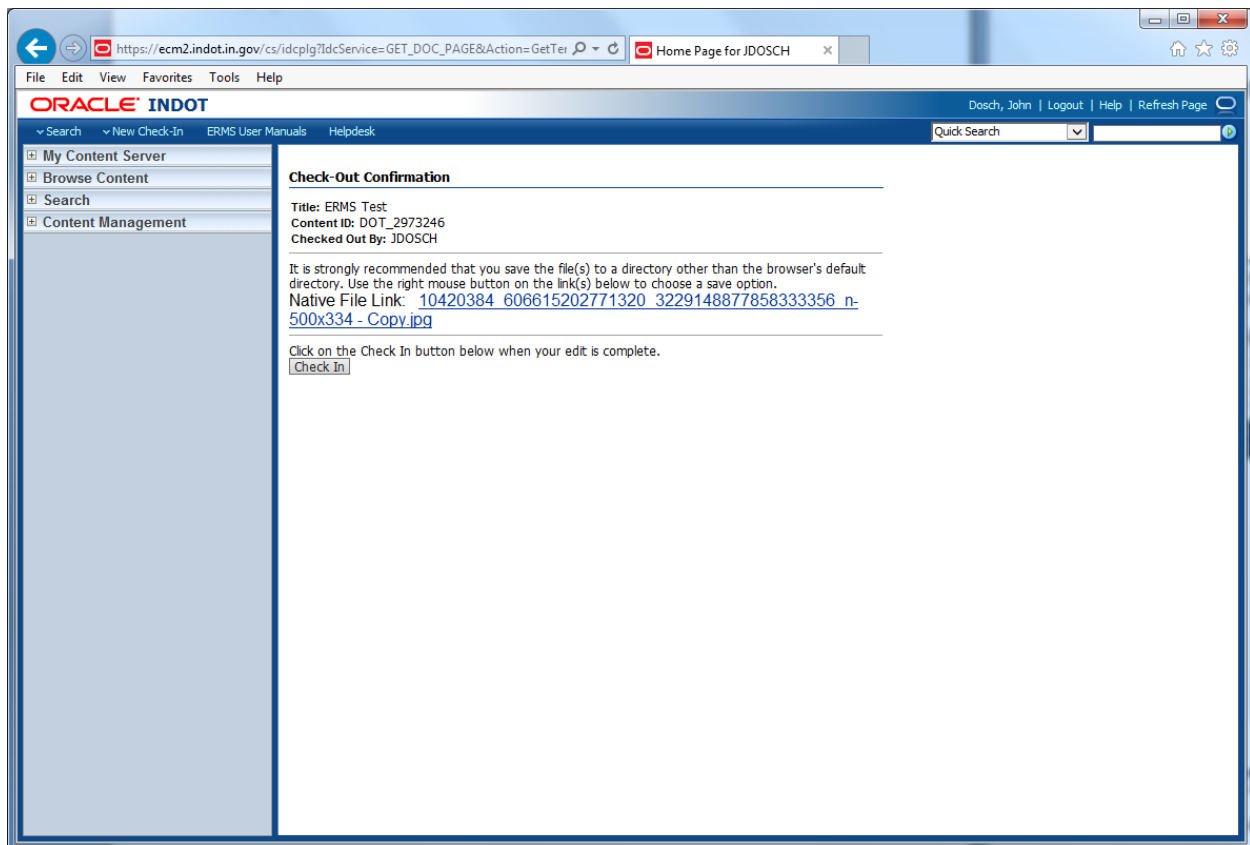 https://ecm2.indot.in.gov/cs/idcplg?IdcService=GET_DOC_PAGE&Action=GetTer
Home Page for JDOSCH
File Edit View Favorites Tools Help
ORACLE INDOT
Dosch, John | Logout | Help | Refresh Page
Search New Check-In ERMS User Manuals Helpdesk
Quick Search
My Content Server
Browse Content
Search
Content Management
Check-Out Confirmation
Title: ERMS Test
Content ID: DOT_2973246
Checked Out By: JDOSCH
It is strongly recommended that you save the file(s) to a directory other than the browser's default
directory. Use the right mouse button on the link(s) below to choose a save option.
Native File Link: 10420384_606615202771320_3229148877858333356_n-
500x334 - Copy.jpg
Click on the Check In button below when your edit is complete.
Check In